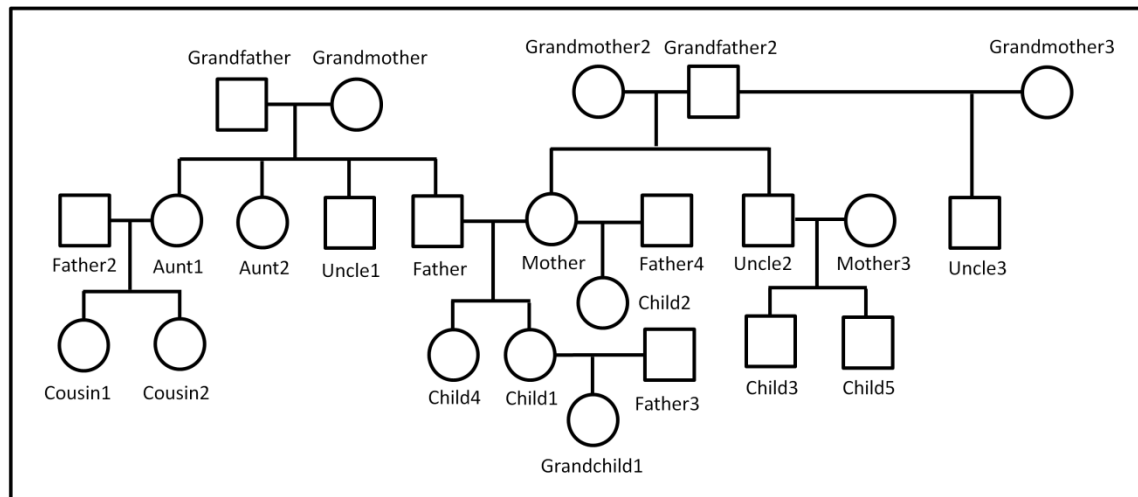 Grandfather
Grandmother
Grandmother2
Grandfather2
Grandmother3
Father2
Aunt1
Aunt2
Uncle1
Father
Mother
Father4
Uncle2
Mother3
Uncle3
Child2
Cousin1
Cousin2
Child4
Child1
Father3
Child3
Child5
Grandchild1